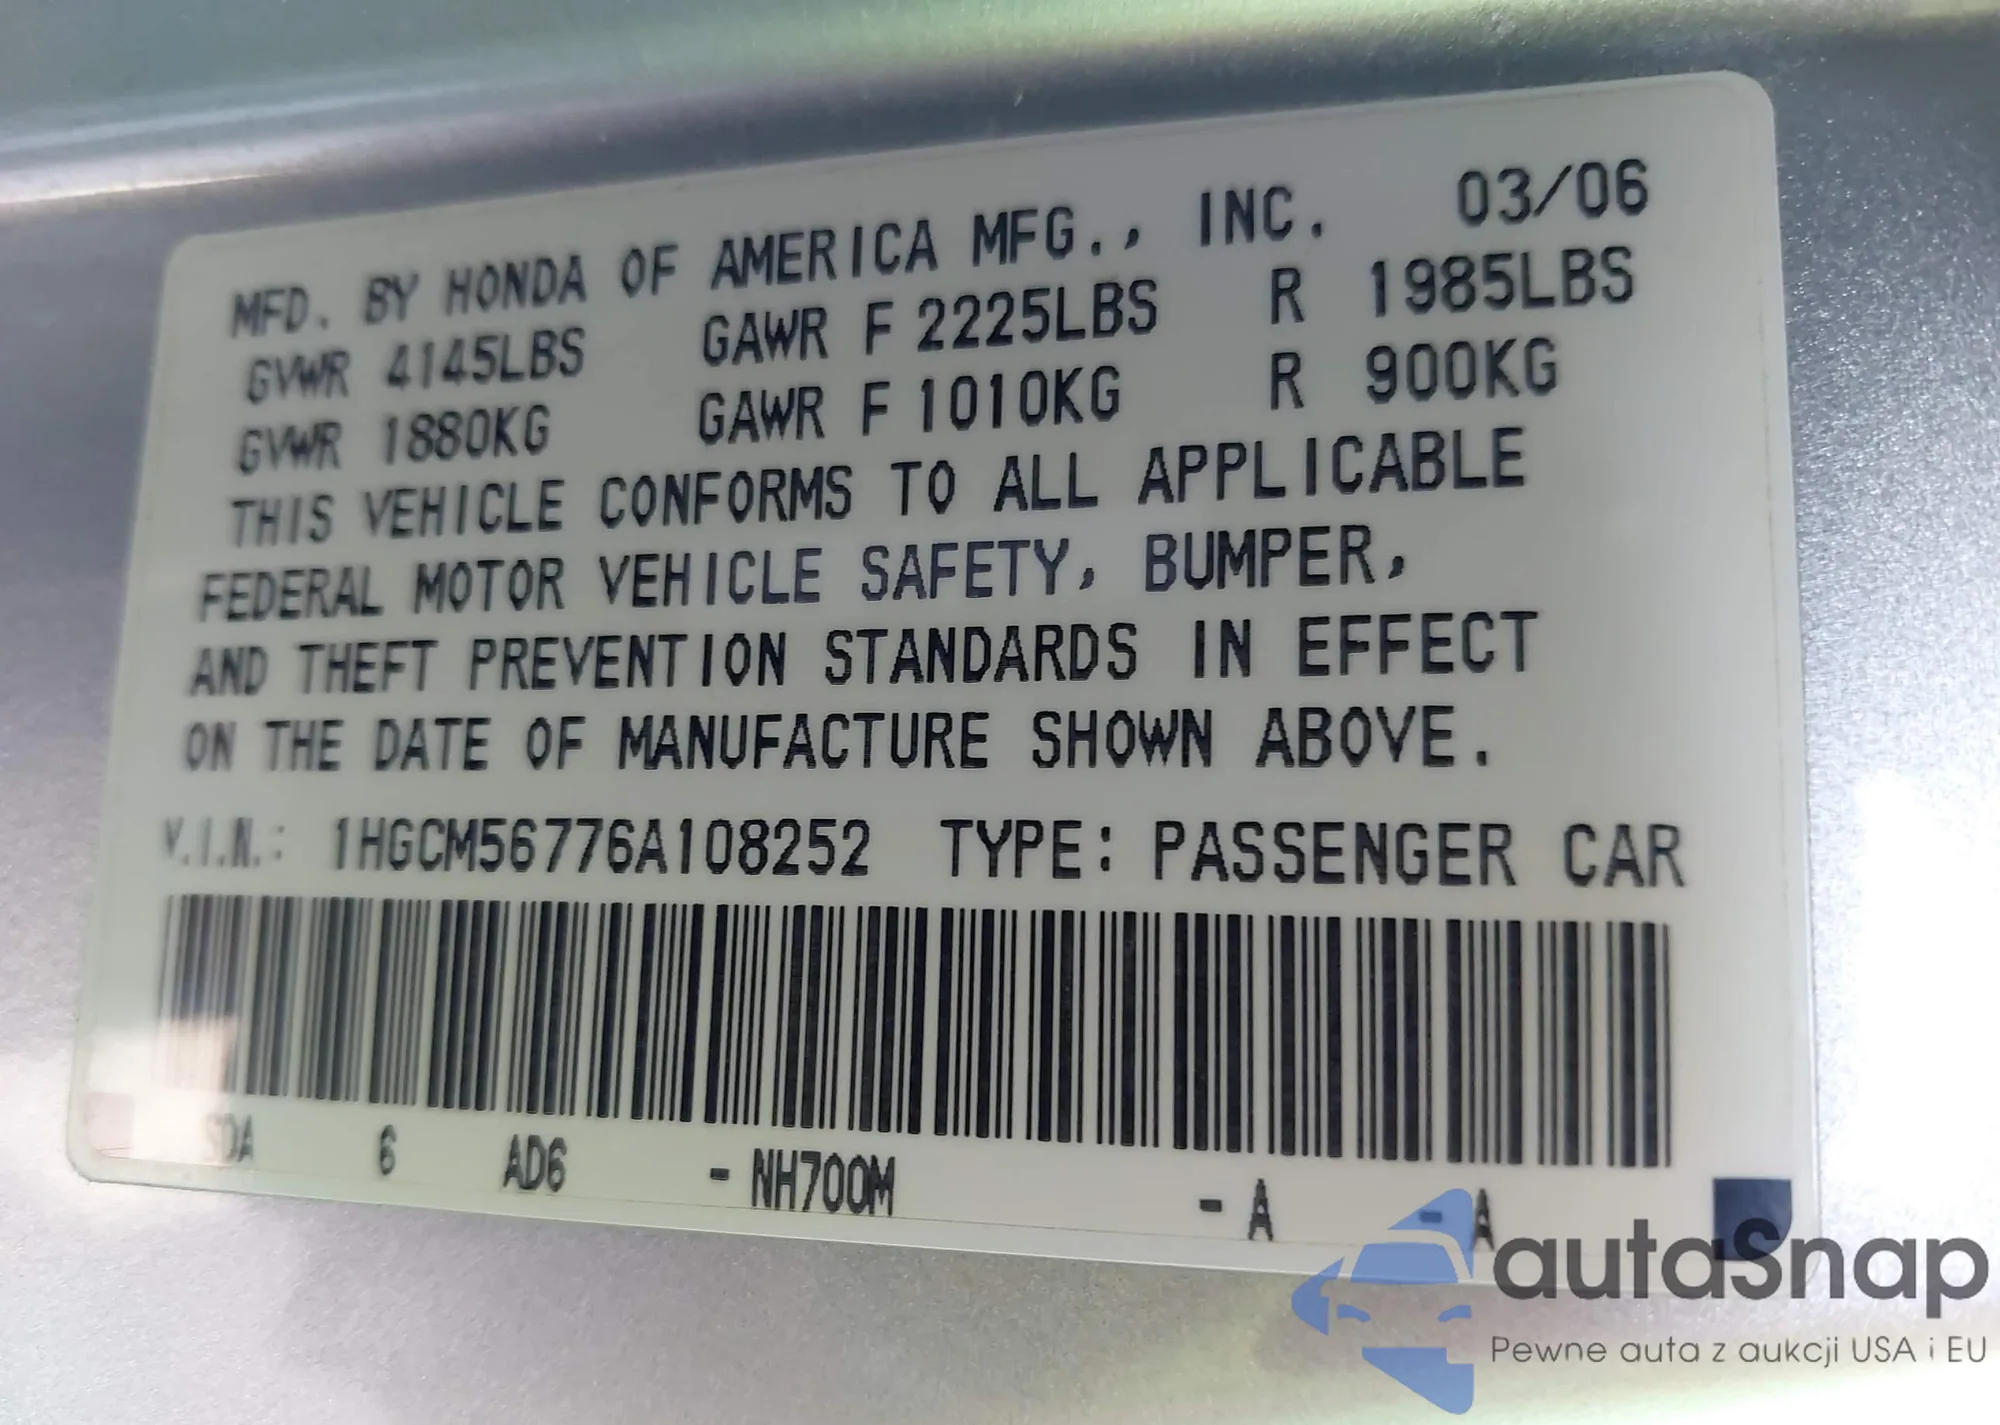 MFD. BY HONDA OF AMERICA MFG., INC. 03/06
GVWR 4145LBS GAWR F 2225LBS R 1985LBS
GVWR 1880KG GAWR F 1010KG R 900KG
THIS VEHICLE CONFORMS TO ALL APPLICABLE
FEDERAL MOTOR VEHICLE SAFETY, BUMPER,
AND THEFT PREVENTION STANDARDS IN EFFECT
ON THE DATE OF MANUFACTURE SHOWN ABOVE.
V.I.N.: 1HGCM56776A108252 TYPE: PASSENGER CAR
SDA 6 AD6 - NH700M - A - A
autaSnap
Pewne auta z aukcji USA i EU